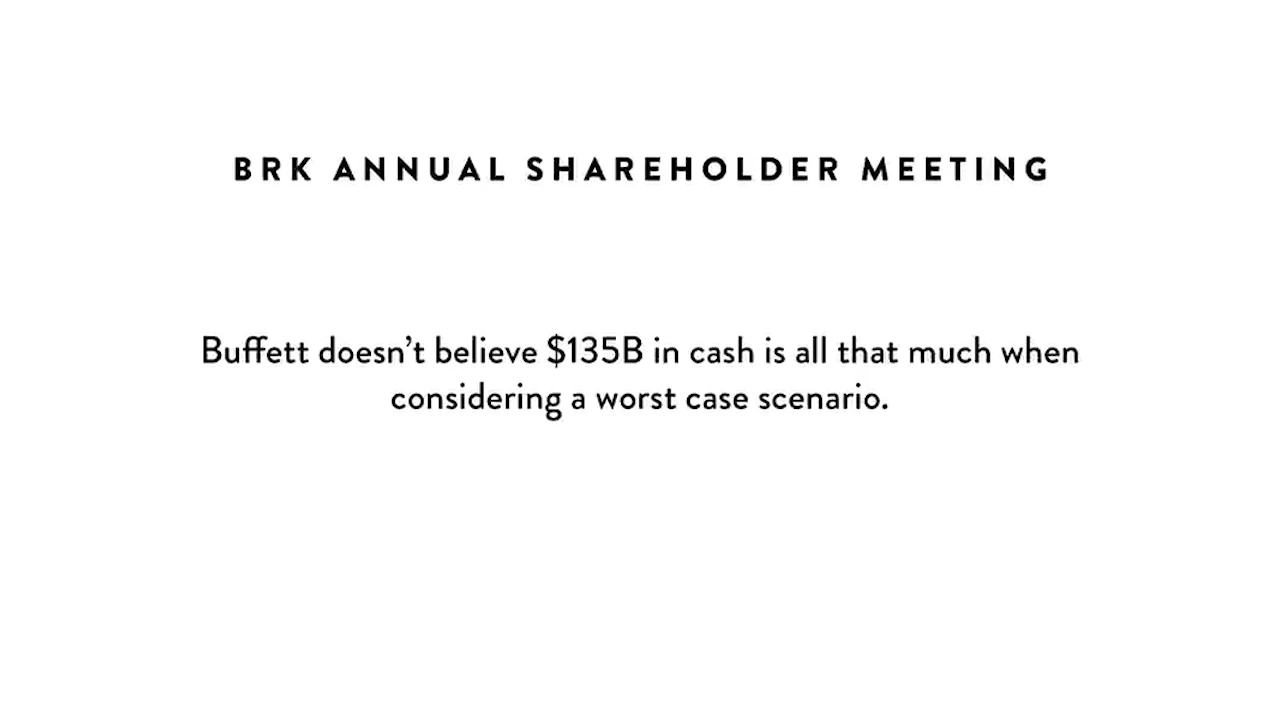 BRK ANNUAL SHAREHOLDER MEETING
Buffett doesn’t believe $135B in cash is all that much when
considering a worst case scenario.